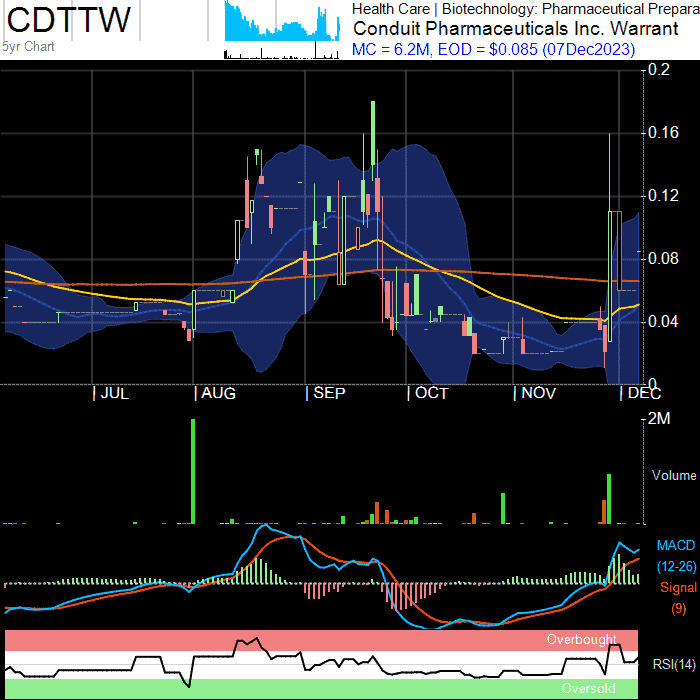 CDTTW
5yr Chart
Health Care | Biotechnology: Pharmaceutical Prepara
Conduit Pharmaceuticals Inc. Warrant
MC = 6.2M, EOD = $0.085 (07Dec2023)
0.2
0.16
0.12
0.08
0.04
0
JUL AUG SEP OCT NOV DEC
2M
Volume
MACD
(12-26)
Signal
(9)
Overbought
RSI(14)
Oversold